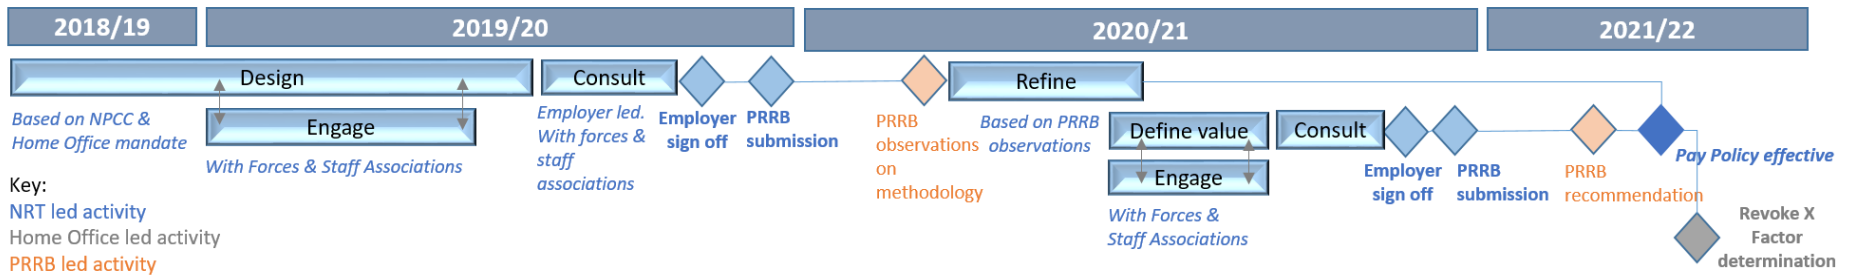 2018/19
2019/20
2020/21
2021/22
Design
Consult
Refine
Based on NPCC &
Home Office mandate
Engage
With Forces & Staff Associations
Employer led.
With forces &
staff
associations
Employer
sign off
PRRB
submission
PRRB
observations
on
methodology
Based on PRRB
observations
Define value
Engage
With Forces &
Staff Associations
Consult
Employer
sign off
PRRB
submission
PRRB
recommendation
Pay Policy effective
Revoke X
Factor
determination
Key:
NRT led activity
Home Office led activity
PRRB led activity